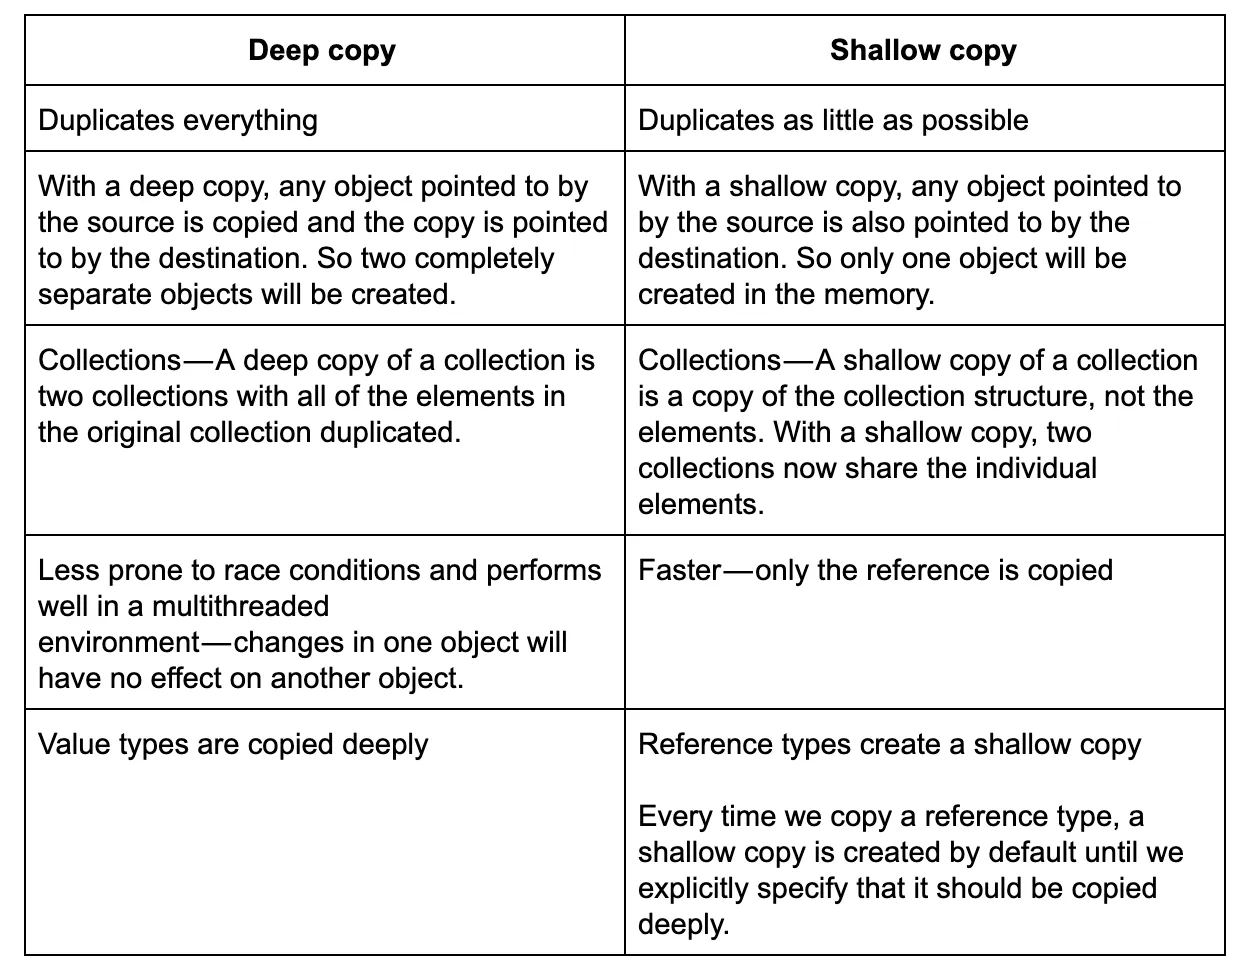 Deep copy
Shallow copy
Duplicates everything
Duplicates as little as possible
With a deep copy, any object pointed to by
the source is copied and the copy is pointed
to by the destination. So two completely
separate objects will be created.
With a shallow copy, any object pointed to
by the source is also pointed to by the
destination. So only one object will be
created in the memory.
Collections—A deep copy of a collection is
two collections with all of the elements in
the original collection duplicated.
Collections—A shallow copy of a collection
is a copy of the collection structure, not the
elements. With a shallow copy, two
collections now share the individual
elements.
Less prone to race conditions and performs
well in a multithreaded
environment—changes in one object will
have no effect on another object.
Faster—only the reference is copied
Value types are copied deeply
Reference types create a shallow copy
Every time we copy a reference type, a
shallow copy is created by default until we
explicitly specify that it should be copied
deeply.